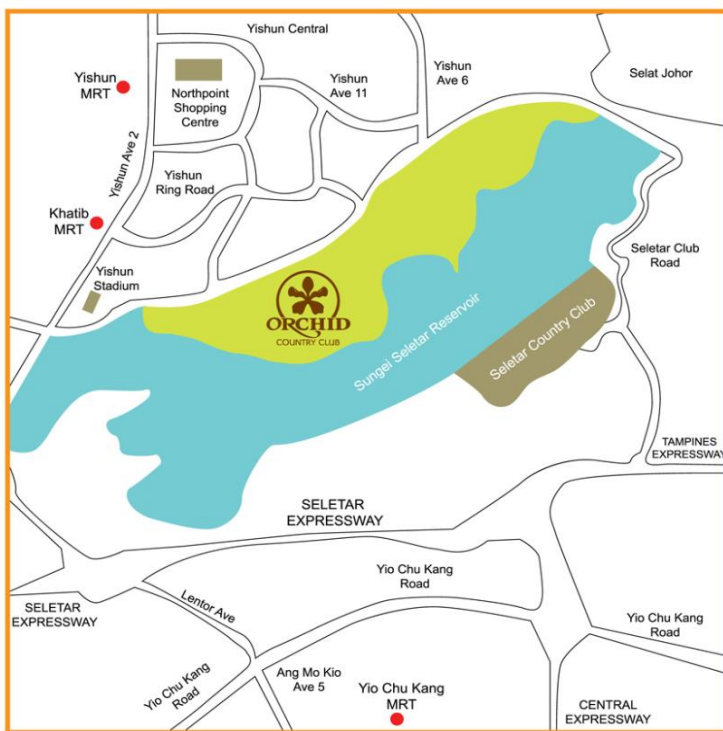 Yishun Central
Yishun
MRT
Northpoint
Shopping
Centre
Yishun
Ave 11
Yishun
Ave 6
Selat Johor
Yishun Ave 2
Yishun
Ring Road
Khatib
MRT
Yishun
Stadium
Seletar Club
Road
ORCHID
COUNTRY CLUB
Sungei Seletar Reservoir
Seletar Country Club
TAMPINES
EXPRESSWAY
SELETAR
EXPRESSWAY
Yio Chu Kang
Road
Lentor Ave
SELETAR
EXPRESSWAY
Yio Chu Kang
Road
Yio Chu Kang
Road
Ang Mo Kio
Ave 5
Yio Chu Kang
MRT
CENTRAL
EXPRESSWAY